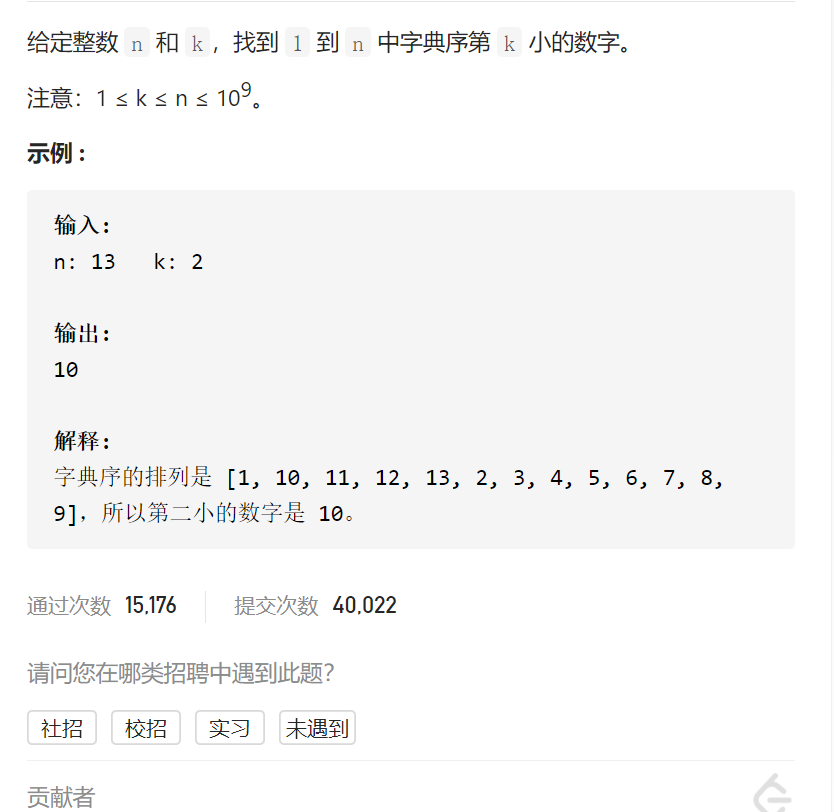 给定整数 n 和 k，找到 1 到 n 中字典序第 k 小的数字。
注意：1 ≤ k ≤ n ≤ 10⁹。
示例 :
输入:
n: 13   k: 2
输出:
10
解释:
字典序的排列是 [1, 10, 11, 12, 13, 2, 3, 4, 5, 6, 7, 8,
9]，所以第二小的数字是 10。
通过次数 15,176 提交次数 40,022
请问您在哪类招聘中遇到此题？
社招 校招 实习 未遇到
贡献者